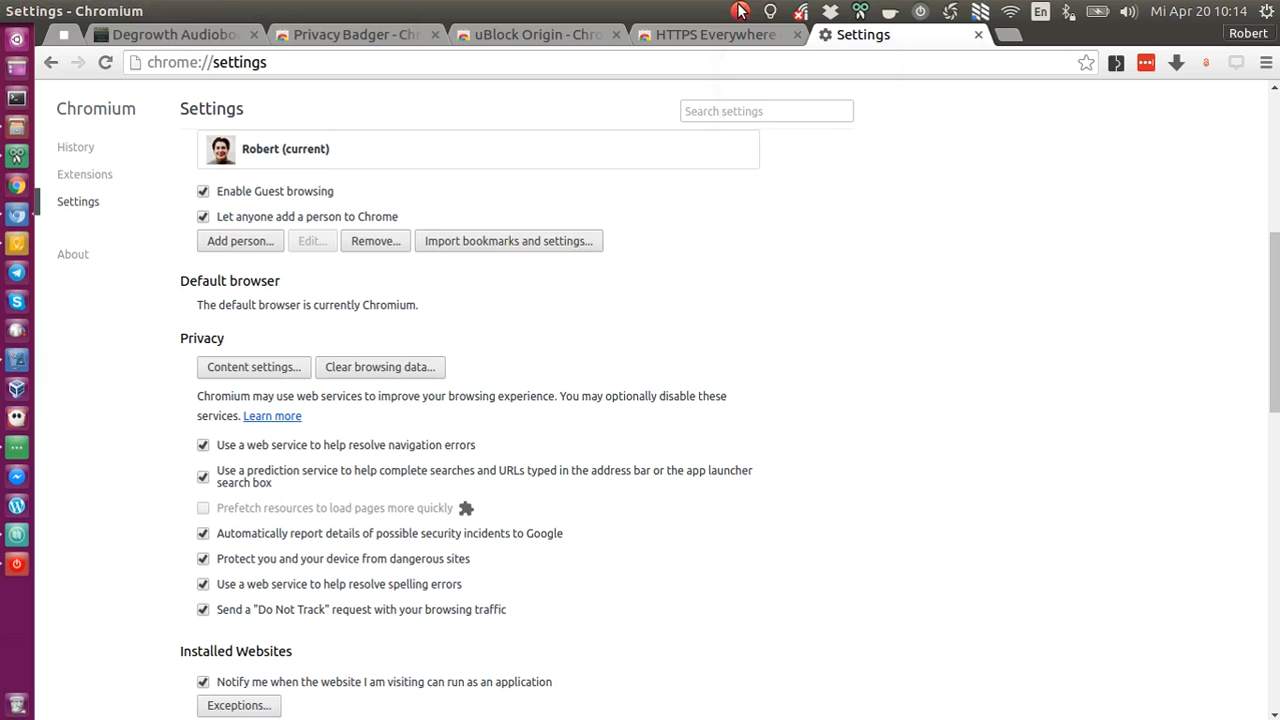 Settings - Chromium
En
Mi Apr 20 10:14
Degrowth Audiobo
Privacy Badger - Chr
uBlock Origin - Chro
HTTPS Everywhere -
Settings
Robert
chrome://settings
Chromium
Settings
Search settings
History
Extensions
Settings
About
Robert (current)
Enable Guest browsing
Let anyone add a person to Chrome
Add person...
Edit...
Remove...
Import bookmarks and settings...
Default browser
The default browser is currently Chromium.
Privacy
Content settings...
Clear browsing data...
Chromium may use web services to improve your browsing experience. You may optionally disable these
services. Learn more
Use a web service to help resolve navigation errors
Use a prediction service to help complete searches and URLs typed in the address bar or the app launcher
search box
Prefetch resources to load pages more quickly
Automatically report details of possible security incidents to Google
Protect you and your device from dangerous sites
Use a web service to help resolve spelling errors
Send a "Do Not Track" request with your browsing traffic
Installed Websites
Notify me when the website I am visiting can run as an application
Exceptions...